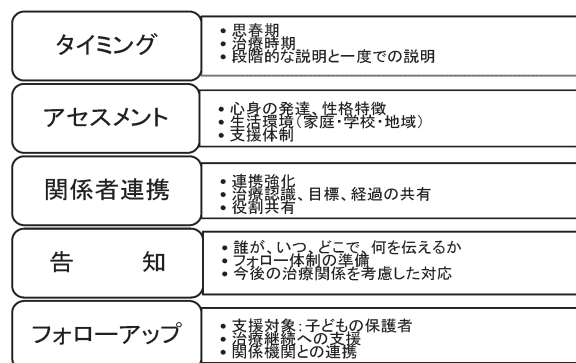 タイミング
• 思春期
• 治療時期
• 段階的な説明と一度での説明
アセスメント
• 心身の発達、性格特徴
• 生活環境(家庭・学校・地域)
• 支援体制
関係者連携
• 連携強化
• 治療認識、目標、経過の共有
• 役割共有
告 知
• 誰が、いつ、どこで、何を伝えるか
• フォロー体制の準備
• 今後の治療関係を考慮した対応
フォローアップ
• 支援対象:子どもの保護者
• 治療継続への支援
• 関係機関との連携